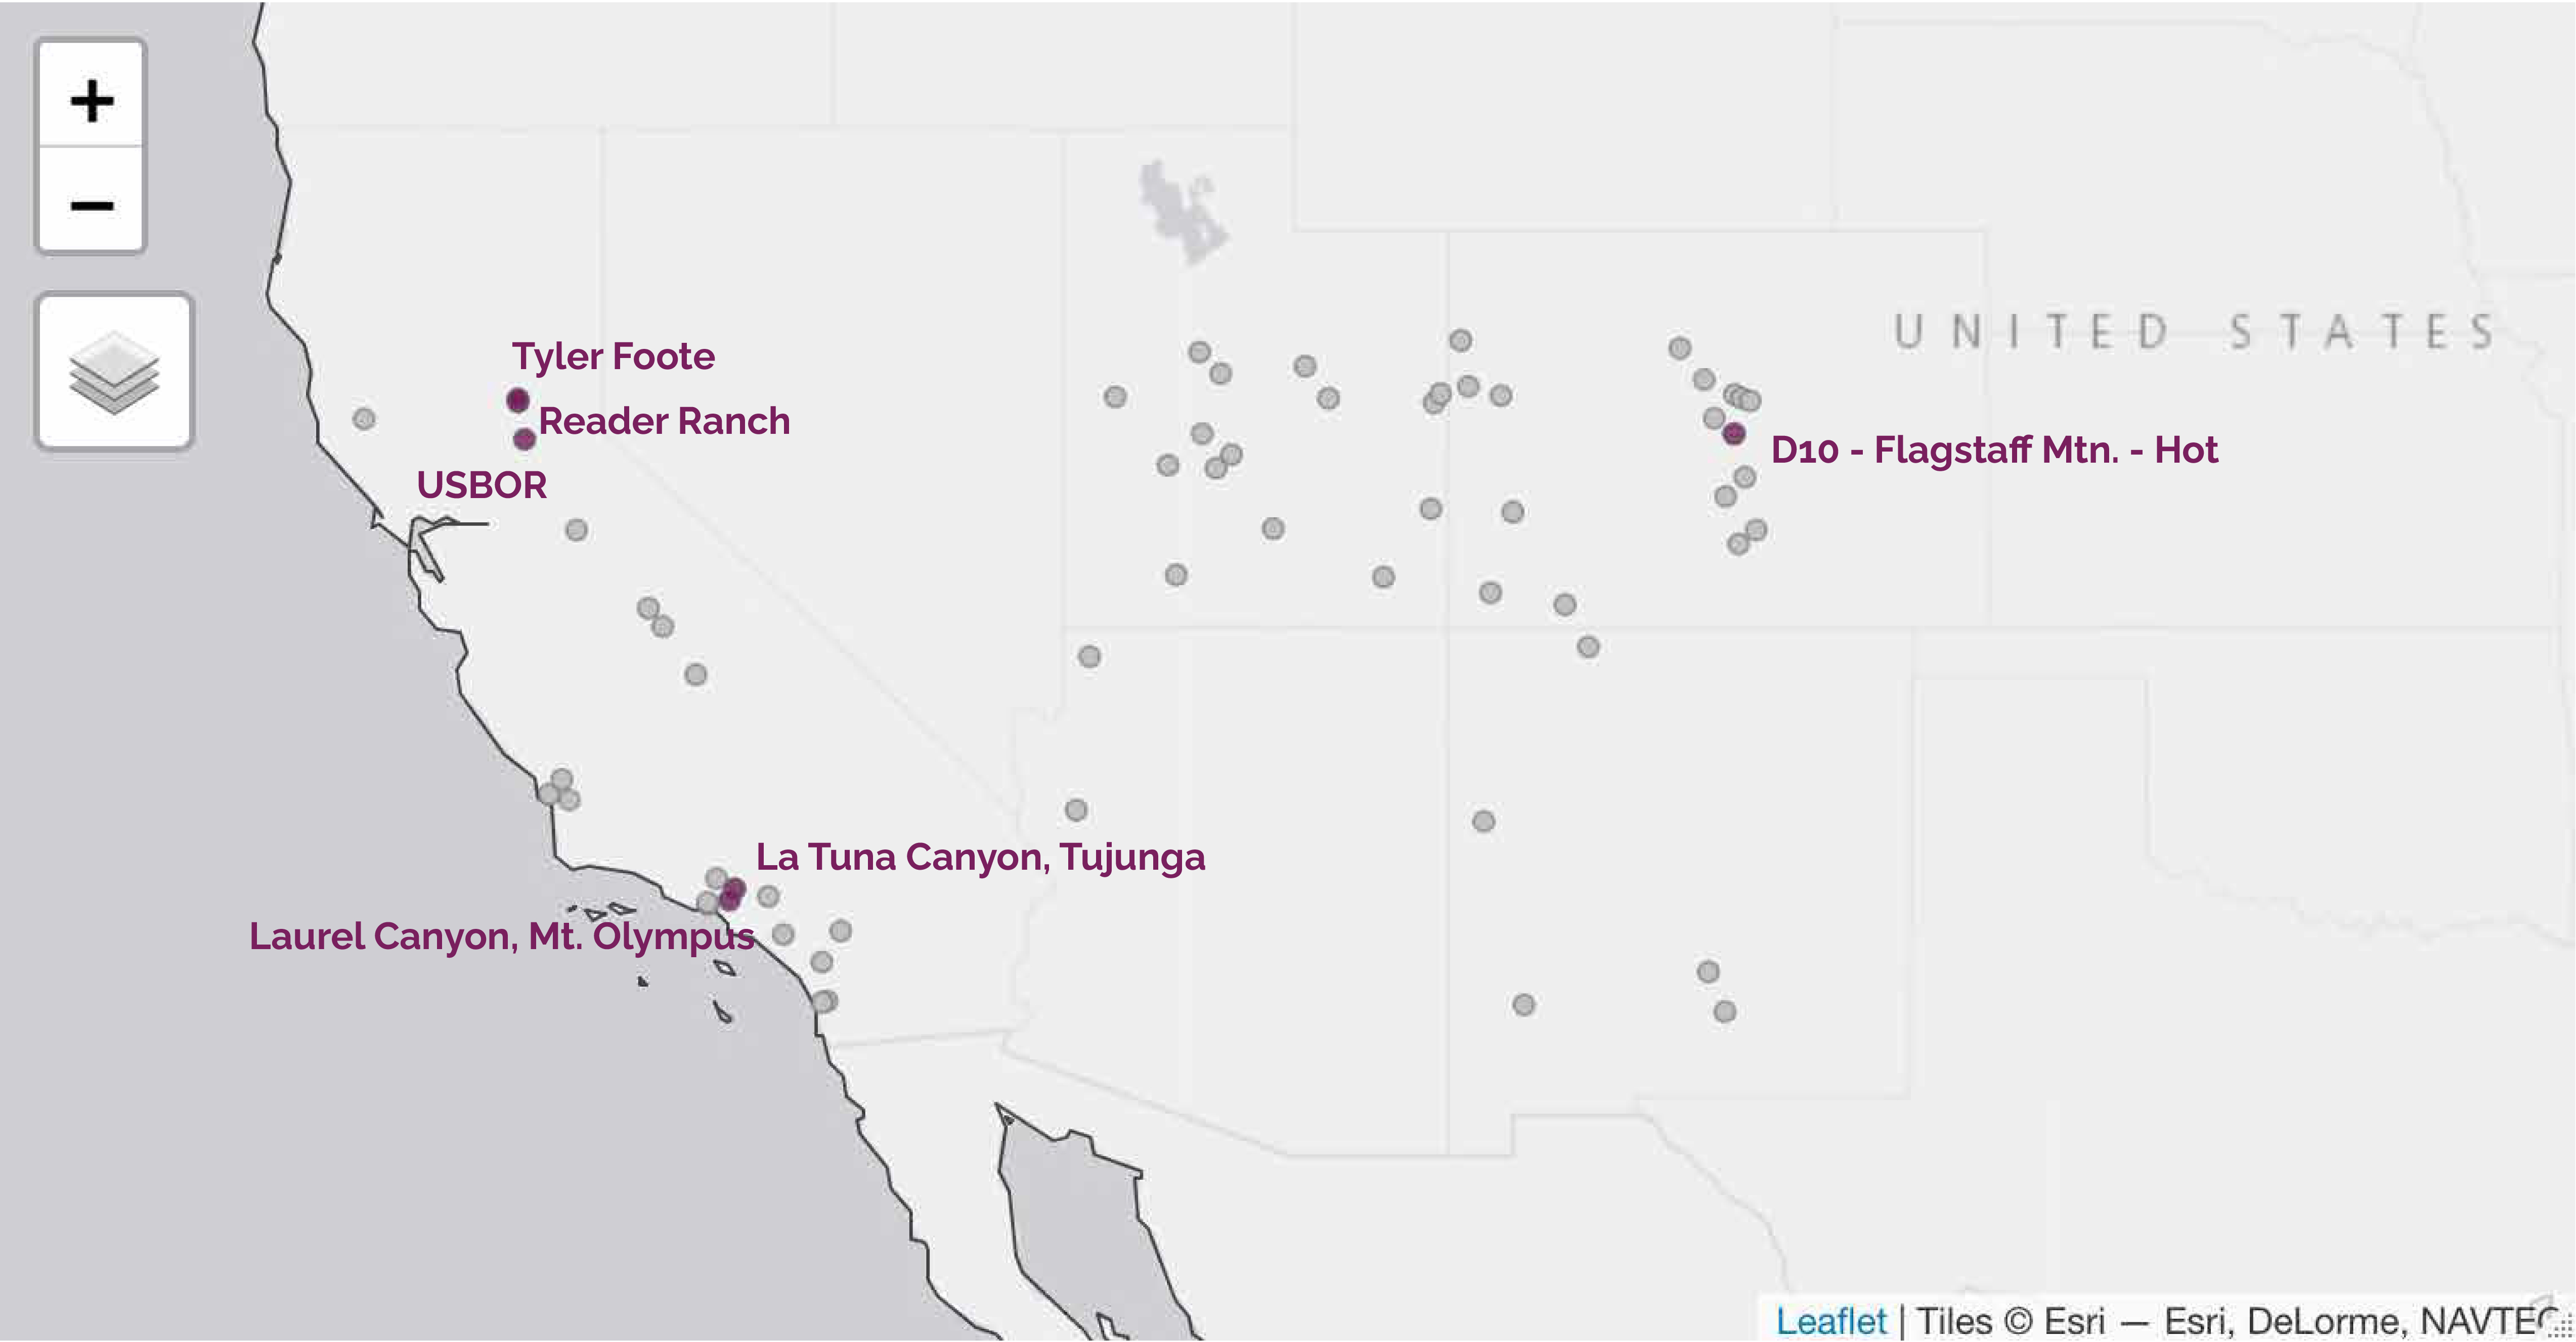 +
−
UNITED STATES
Tyler Foote
Reader Ranch
D10 - Flagstaff Mtn. - Hot
USBOR
La Tuna Canyon, Tujunga
Laurel Canyon, Mt. Olympus
Leaflet | Tiles © Esri — Esri, DeLorme, NAVTEQ